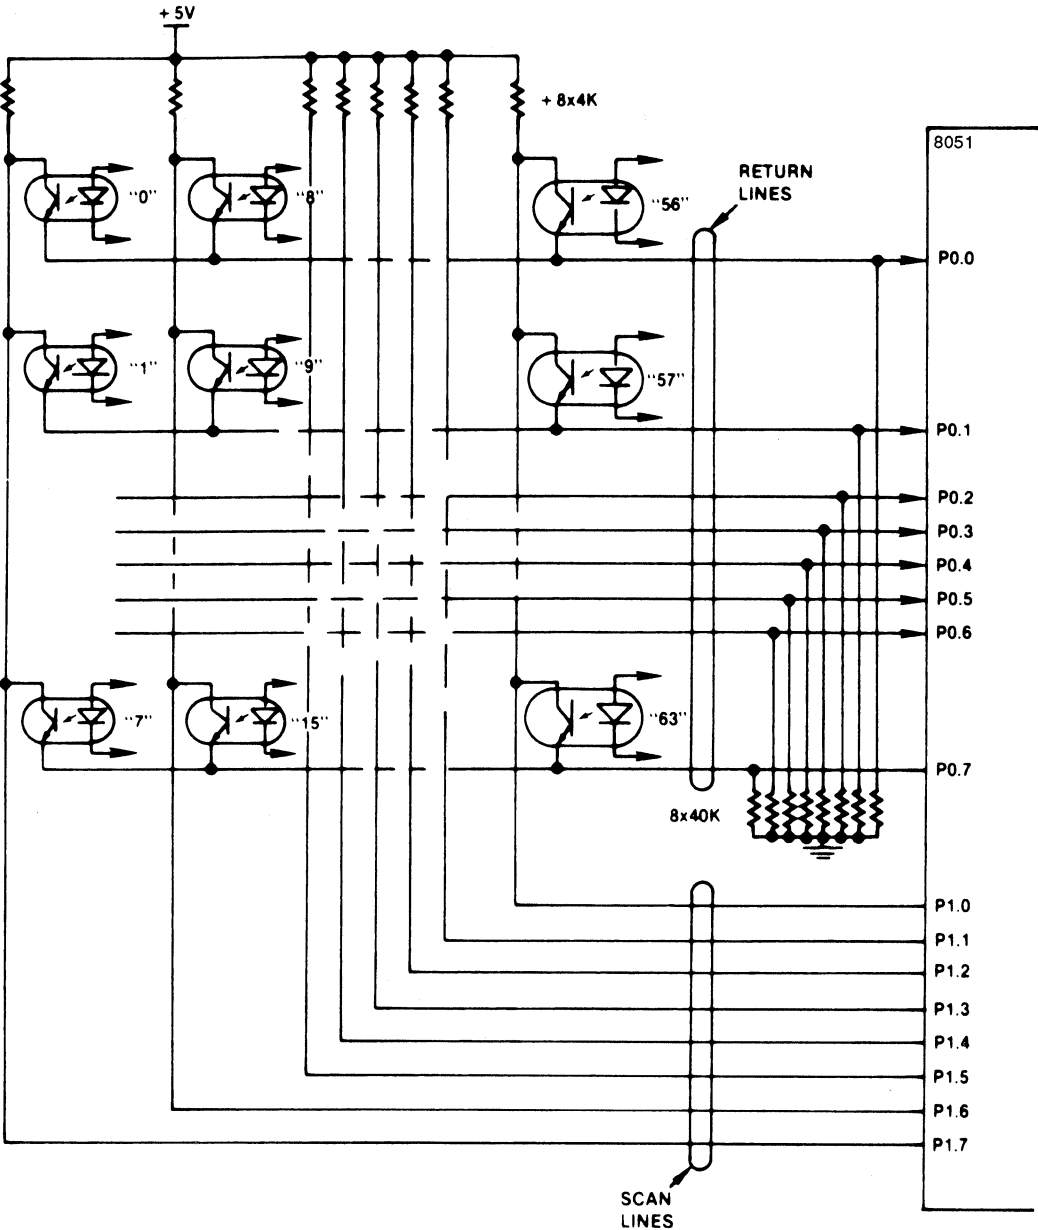 + 5V
+ 8x4K
8051
RETURN
LINES
"0"
"8"
"56"
P0.0
"1"
"9"
"57"
P0.1
P0.2
P0.3
P0.4
P0.5
P0.6
"7"
"15"
"63"
P0.7
8x40K
P1.0
P1.1
P1.2
P1.3
P1.4
P1.5
P1.6
P1.7
SCAN
LINES